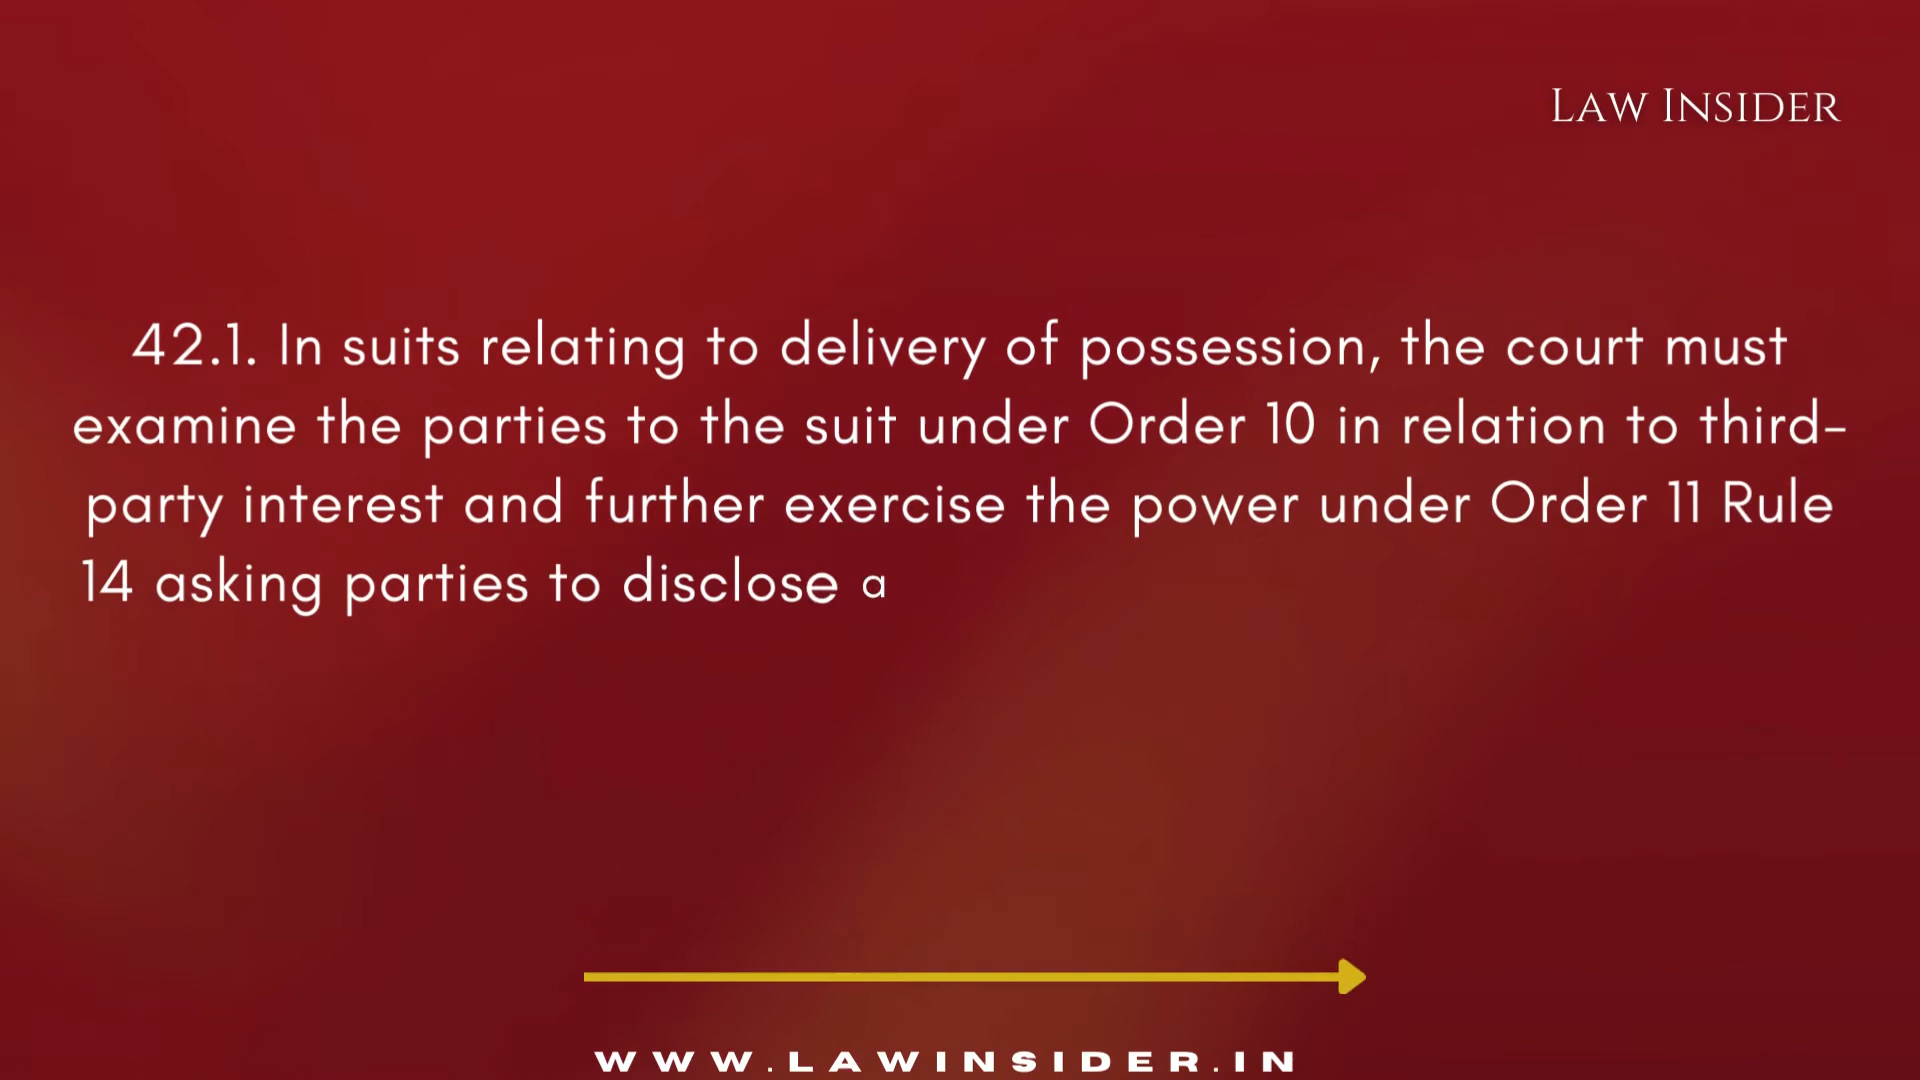 LAW INSIDER
42.1. In suits relating to delivery of possession, the court must
examine the parties to the suit under Order 10 in relation to third-
party interest and further exercise the power under Order 11 Rule
14 asking parties to disclose a
WWW.LAWINSIDER.IN